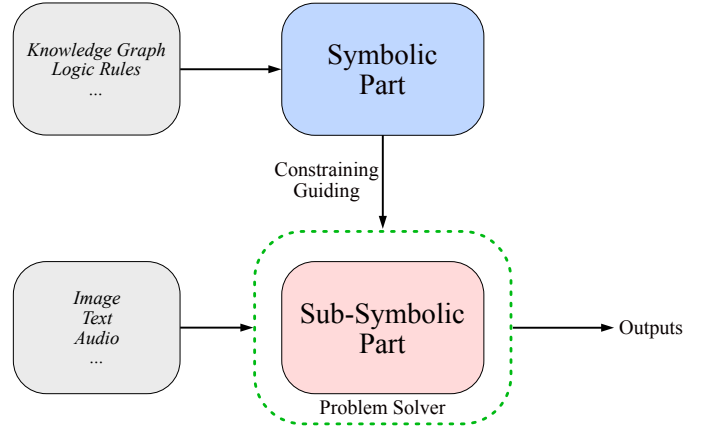 Knowledge Graph
Logic Rules
...
Symbolic
Part
Constraining
Guiding
Image
Text
Audio
...
Sub-Symbolic
Part
Outputs
Problem Solver